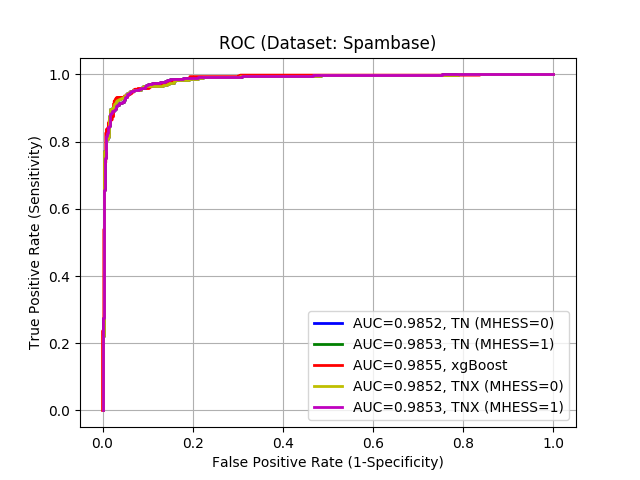 ROC (Dataset: Spambase)
True Positive Rate (Sensitivity)
1.0
0.8
0.6
0.4
0.2
0.0
AUC=0.9852, TN (MHESS=0)
AUC=0.9853, TN (MHESS=1)
AUC=0.9855, xgBoost
AUC=0.9852, TNX (MHESS=0)
AUC=0.9853, TNX (MHESS=1)
0.0 0.2 0.4 0.6 0.8 1.0
False Positive Rate (1-Specificity)